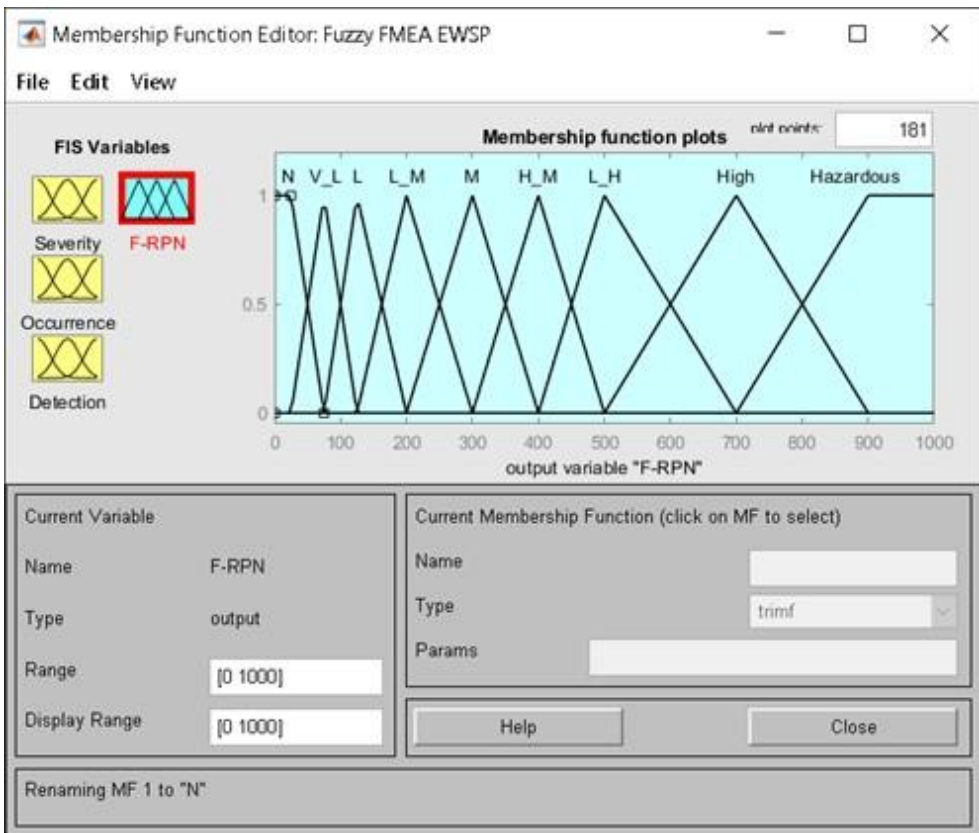 Membership Function Editor: Fuzzy FMEA EWSP
File Edit View
FIS Variables
Severity
F-RPN
Occurrence
Detection
Membership function plots
plot points:
181
N V_L L L_M M H_M L_H High Hazardous
1
0.5
0
0 100 200 300 400 500 600 700 800 900 1000
output variable "F-RPN"
Current Variable
Name F-RPN
Type output
Range [0 1000]
Display Range [0 1000]
Current Membership Function (click on MF to select)
Name
Type trimf
Params
Help Close
Renaming MF 1 to "N"